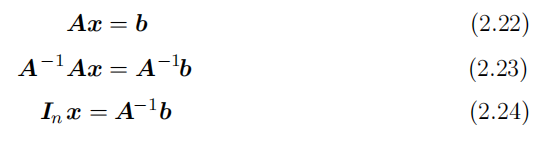 Ax = b (2.22)
A⁻¹Ax = A⁻¹b (2.23)
Iₙx = A⁻¹b (2.24)